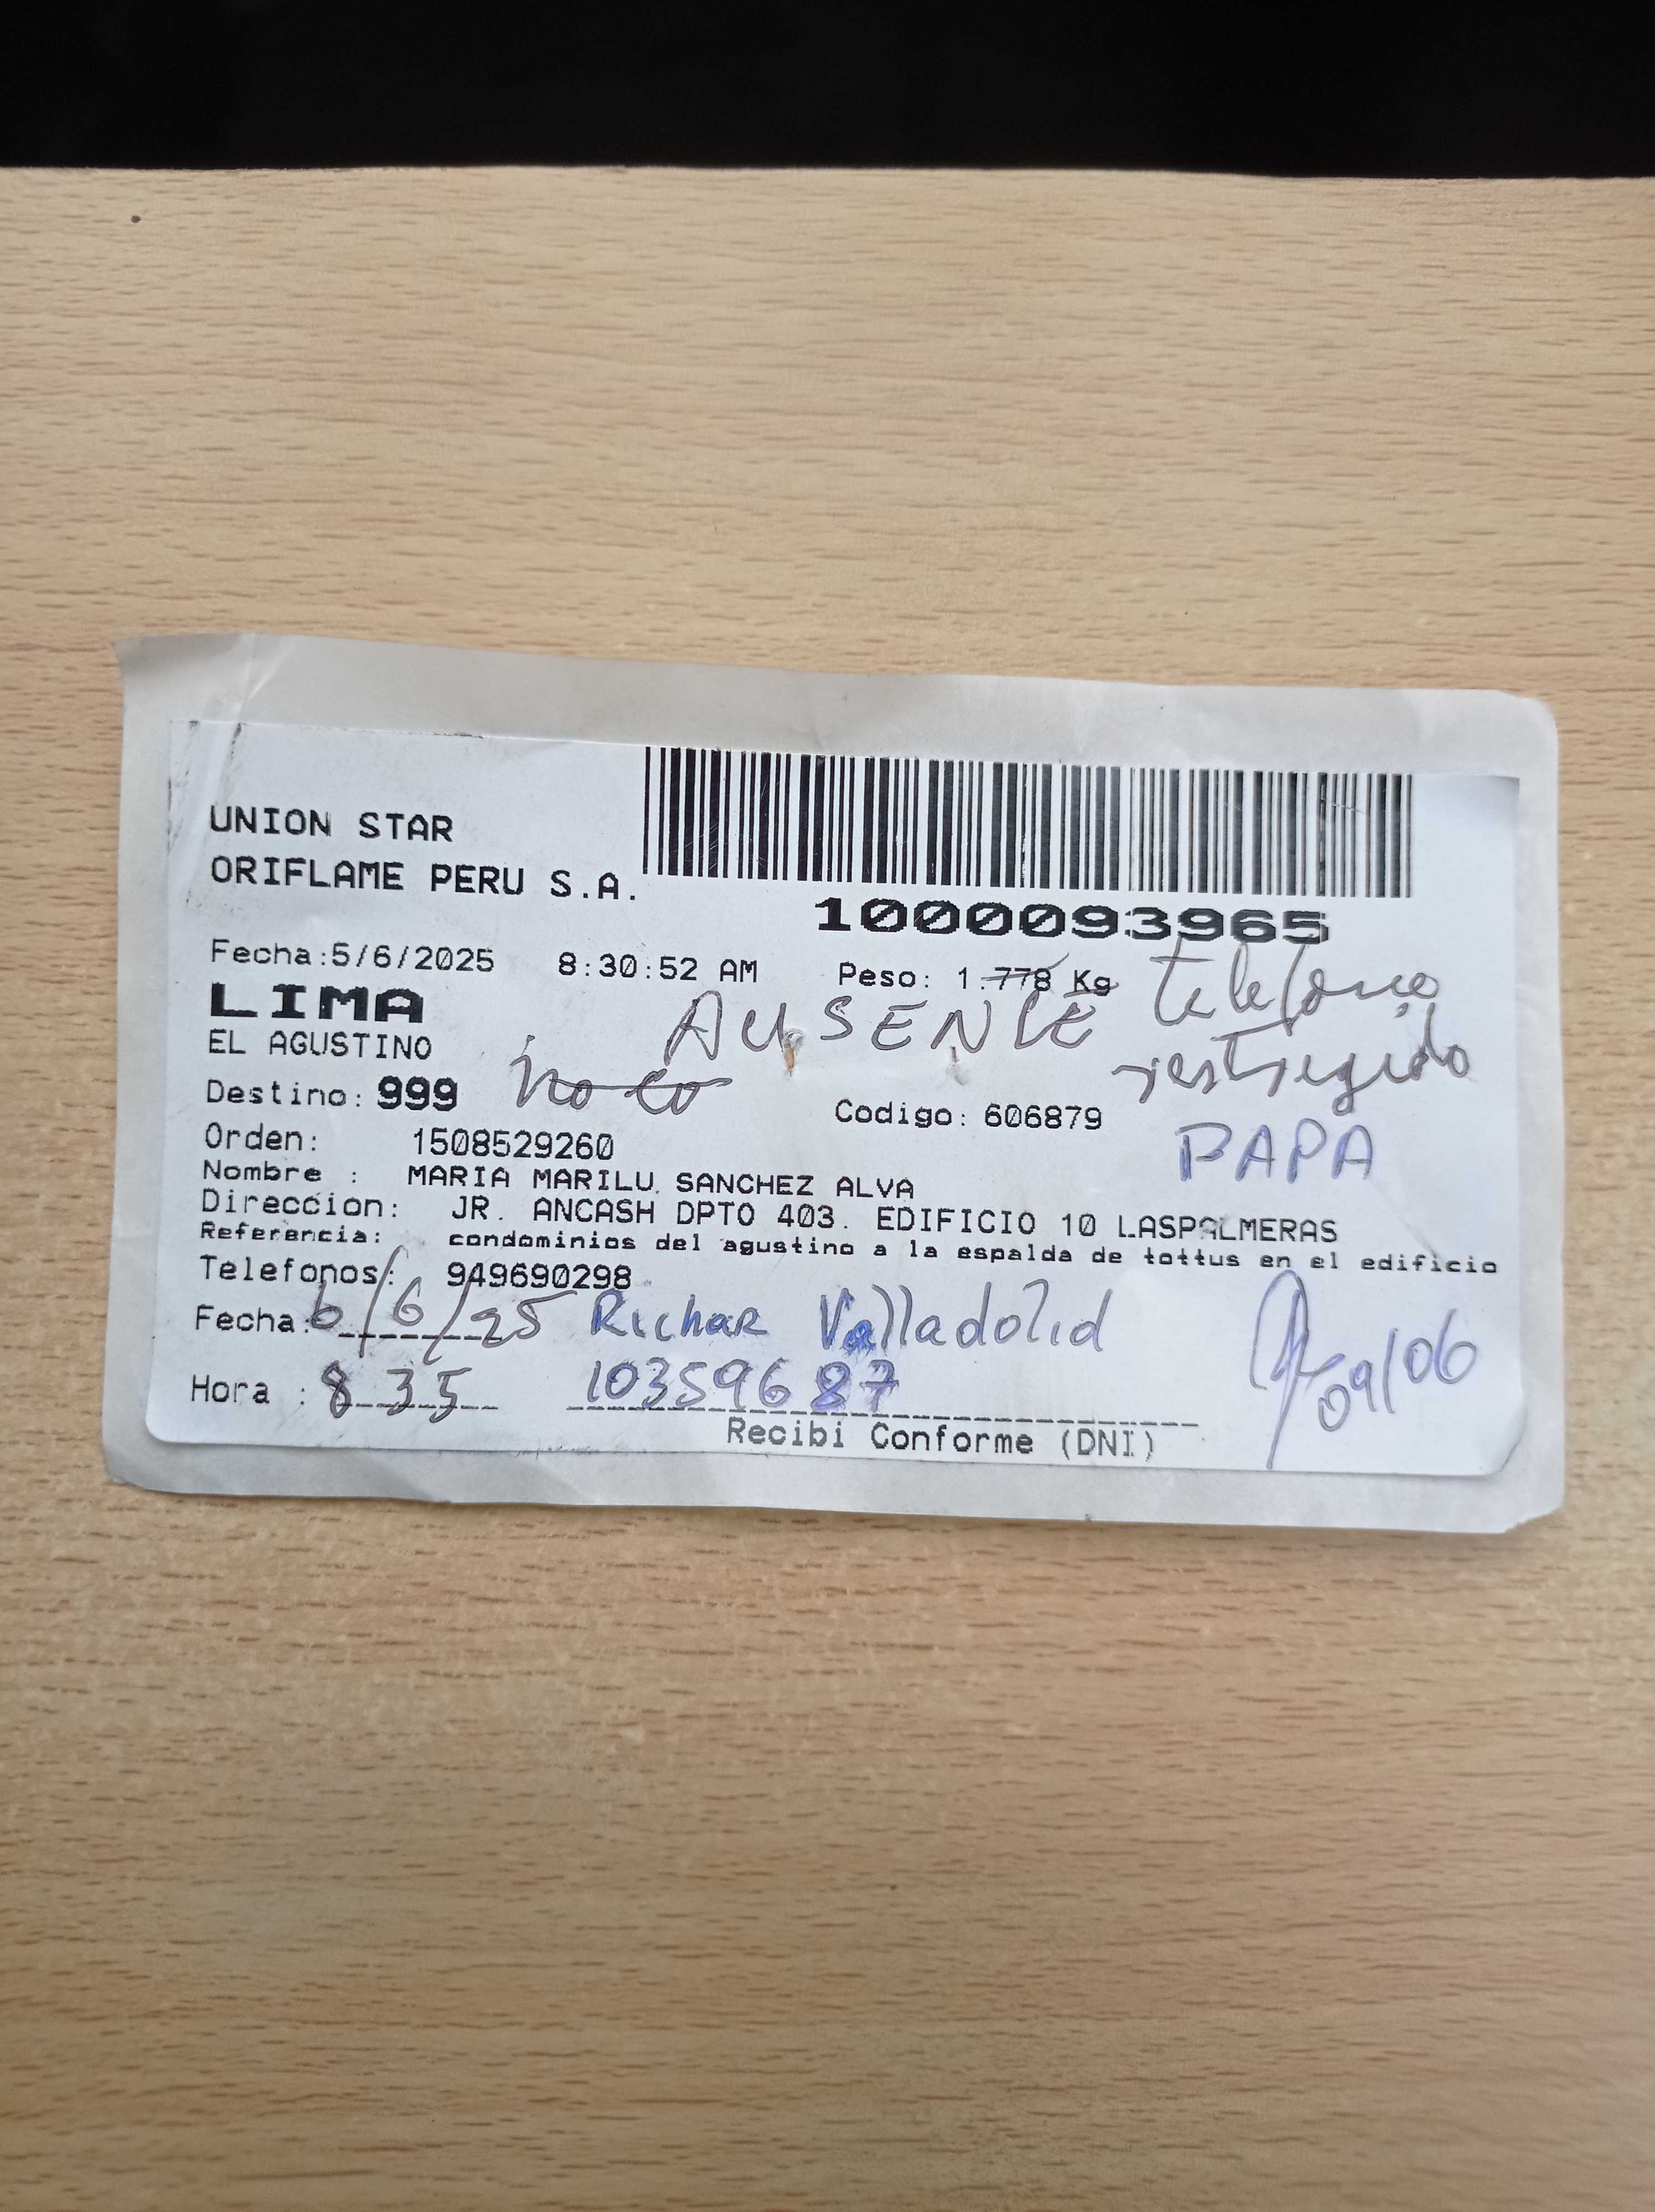 UNION STAR
ORIFLAME PERU S.A.
1000093965
Fecha:5/6/2025 8:30:52 AM Peso: 1.778 Kg
telefono
LIMA
AUSENTE
EL AGUSTINO
restregido
Destino: 999
no co
Codigo: 606879
PAPA
Orden: 1508529260
Nombre : MARIA MARILU SANCHEZ ALVA
Direccion: JR. ANCASH DPTO 403. EDIFICIO 10 LASPALMERAS
Referencia: condominios del agustino a la espalda de tottus en el edificio
Telefonos: 949690298
Fecha: 6/6/25 Richar Valladolid
09/06
Hora : 8 35 10359687
Recibi Conforme (DNI)